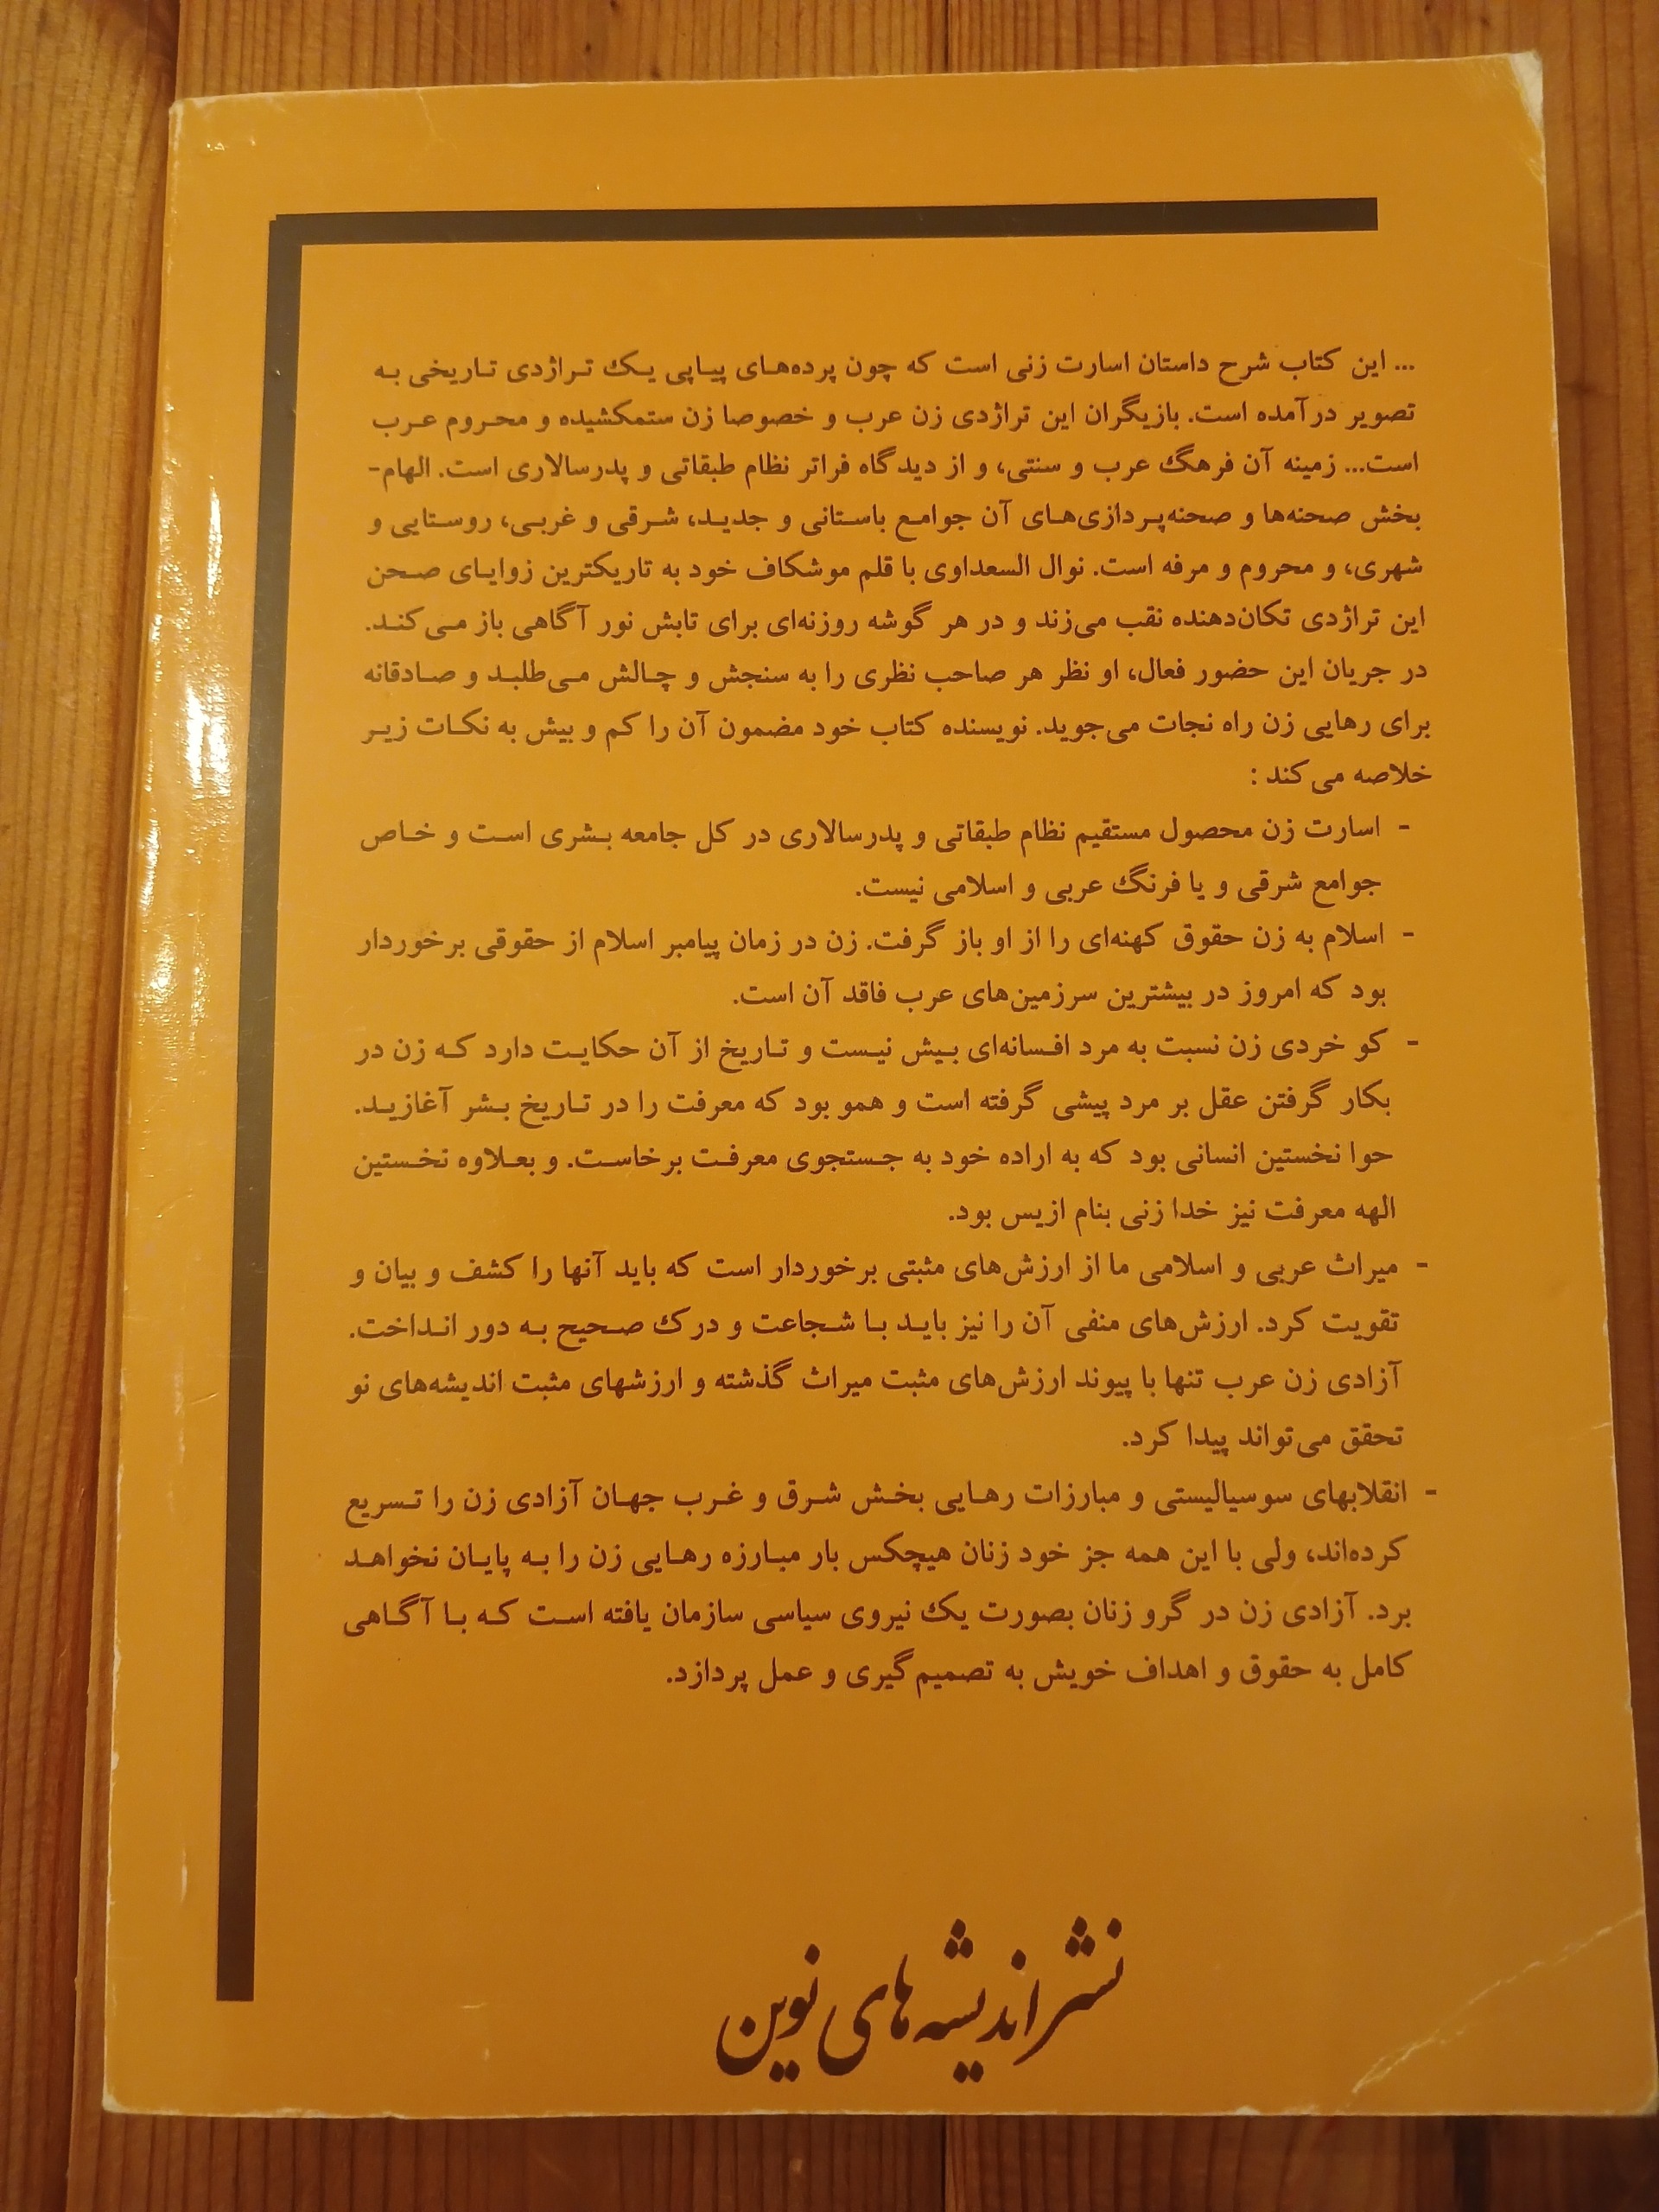 ... این کتاب شرح داستان اسارت زنی است که چون پرده‌های پیاپی یک تراژدی تاریخی به
تصویر درآمده است. بازیگران این تراژدی زن عرب و خصوصا زن ستمکشیده و محروم عرب
است... زمینه آن فرهگ عرب و سنتی، و از دیدگاه فراتر نظام طبقاتی و پدرسالاری است. الهام-
بخش صحنه‌ها و صحنه‌پردازی‌های آن جوامع باستانی و جدید، شرقی و غربی، روستایی و
شهری، و محروم و مرفه است. نوال السعداوی با قلم موشکاف خود به تاریکترین زوایای صحن
این تراژدی تکان‌دهنده نقب می‌زند و در هر گوشه روزنه‌ای برای تابش نور آگاهی باز می‌کند.
در جریان این حضور فعال، او نظر هر صاحب نظری را به سنجش و چالش می‌طلبد و صادقانه
برای رهایی زن راه نجات می‌جوید. نویسنده کتاب خود مضمون آن را کم و بیش به نکات زیر
خلاصه می‌کند :
- اسارت زن محصول مستقیم نظام طبقاتی و پدرسالاری در کل جامعه بشری است و خاص
جوامع شرقی و یا فرنگ عربی و اسلامی نیست.
- اسلام به زن حقوق کهنه‌ای را از او باز گرفت. زن در زمان پیامبر اسلام از حقوقی برخوردار
بود که امروز در بیشترین سرزمین‌های عرب فاقد آن است.
- کو خردی زن نسبت به مرد افسانه‌ای بیش نیست و تاریخ از آن حکایت دارد که زن در
بکار گرفتن عقل بر مرد پیشی گرفته است و همو بود که معرفت را در تاریخ بشر آغازید.
حوا نخستین انسانی بود که به اراده خود به جستجوی معرفت برخاست. و بعلاوه نخستین
الهه معرفت نیز خدا زنی بنام ازیس بود.
- میراث عربی و اسلامی ما از ارزش‌های مثبتی برخوردار است که باید آنها را کشف و بیان و
تقویت کرد. ارزش‌های منفی آن را نیز باید با شجاعت و درک صحیح به دور انداخت.
آزادی زن عرب تنها با پیوند ارزش‌های مثبت میراث گذشته و ارزشهای مثبت اندیشه‌های نو
تحقق می‌تواند پیدا کرد.
- انقلابهای سوسیالیستی و مبارزات رهایی بخش شرق و غرب جهان آزادی زن را تسریع
کرده‌اند، ولی با این همه جز خود زنان هیچکس بار مبارزه رهایی زن را به پایان نخواهد
برد. آزادی زن در گرو زنان بصورت یک نیروی سیاسی سازمان یافته است که با آگاهی
کامل به حقوق و اهداف خویش به تصمیم‌گیری و عمل پردازد.
نشر اندیشه‌های نوین